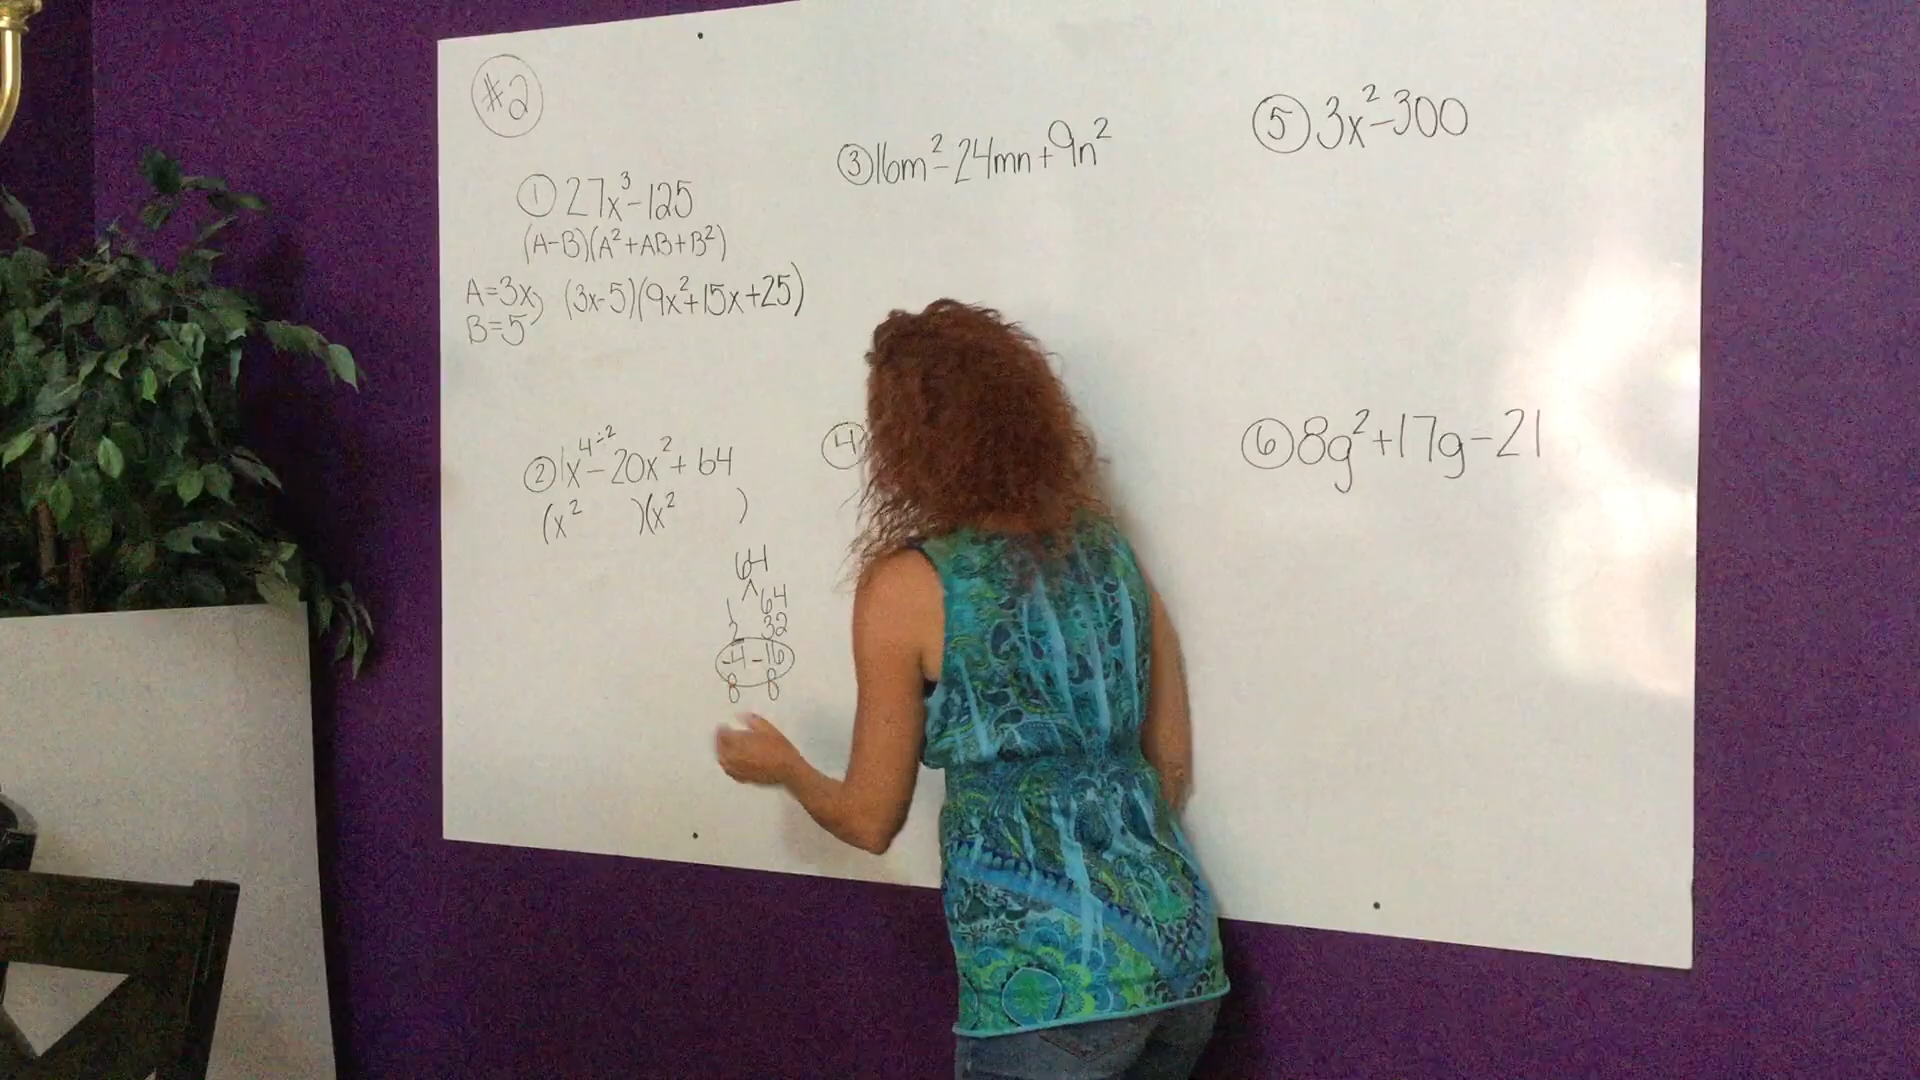 #2
① 27x³-125
(A-B)(A²+AB+B²)
A=3x, (3x-5)(9x²+15x+25)
B=5
② 1x⁴÷²-20x²+64
(x² )(x² )
64
^
1 64
2 32
-4 -16
8 8
③ 16m²-24mn+9n²
④
⑤ 3x²-300
⑥ 8g²+17g-21